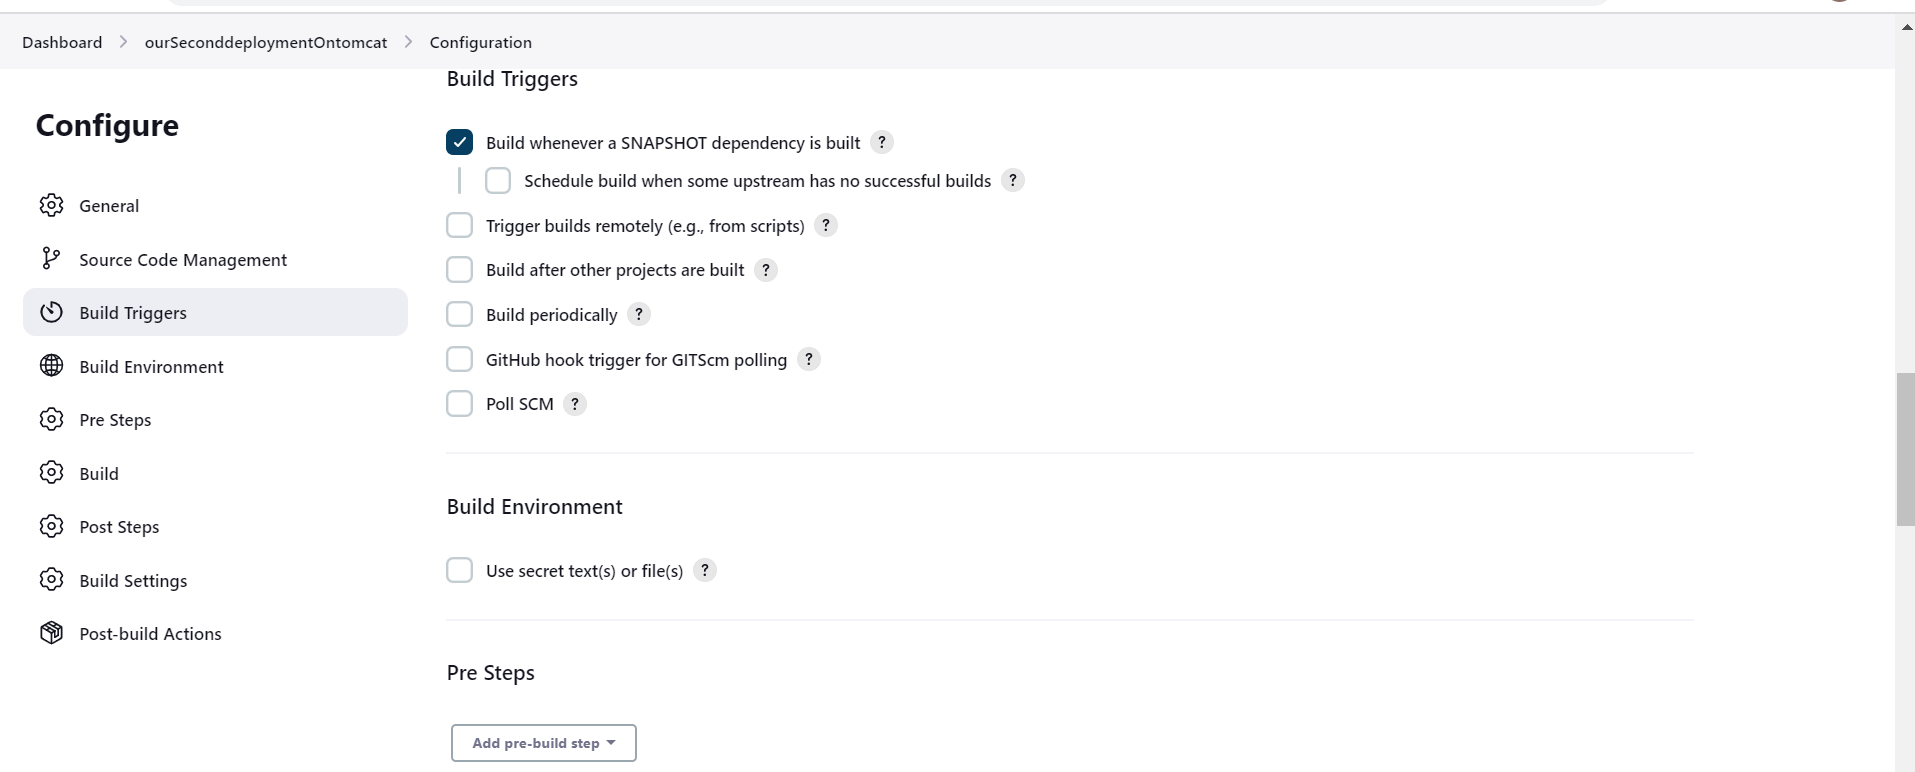 Dashboard > ourSeconddeploymentOntomcat > Configuration
Configure
General
Source Code Management
Build Triggers
Build Environment
Pre Steps
Build
Post Steps
Build Settings
Post-build Actions
Build Triggers
Build whenever a SNAPSHOT dependency is built ?
Schedule build when some upstream has no successful builds ?
Trigger builds remotely (e.g., from scripts) ?
Build after other projects are built ?
Build periodically ?
GitHub hook trigger for GITScm polling ?
Poll SCM ?
Build Environment
Use secret text(s) or file(s) ?
Pre Steps
Add pre-build step